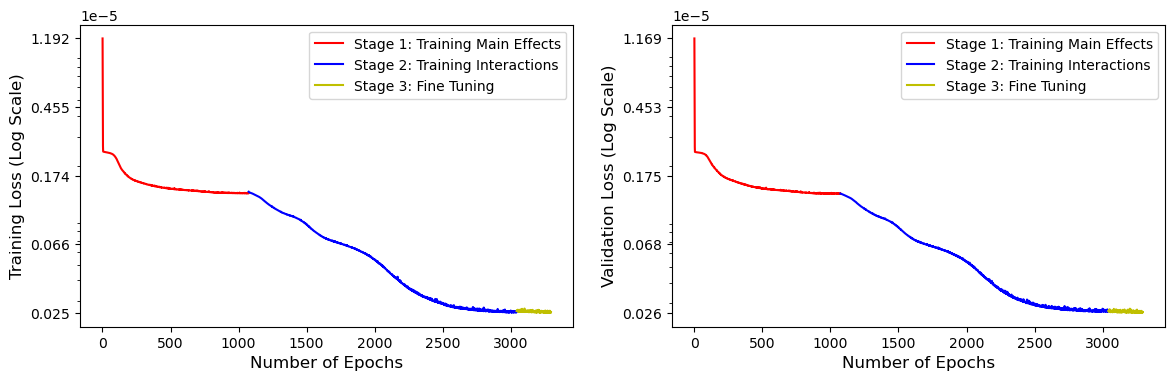 1e−5
1.192
0.455
0.174
0.066
0.025
Training Loss (Log Scale)
Stage 1: Training Main Effects
Stage 2: Training Interactions
Stage 3: Fine Tuning
0 500 1000 1500 2000 2500 3000
Number of Epochs
1e−5
1.169
0.453
0.175
0.068
0.026
Validation Loss (Log Scale)
Stage 1: Training Main Effects
Stage 2: Training Interactions
Stage 3: Fine Tuning
0 500 1000 1500 2000 2500 3000
Number of Epochs